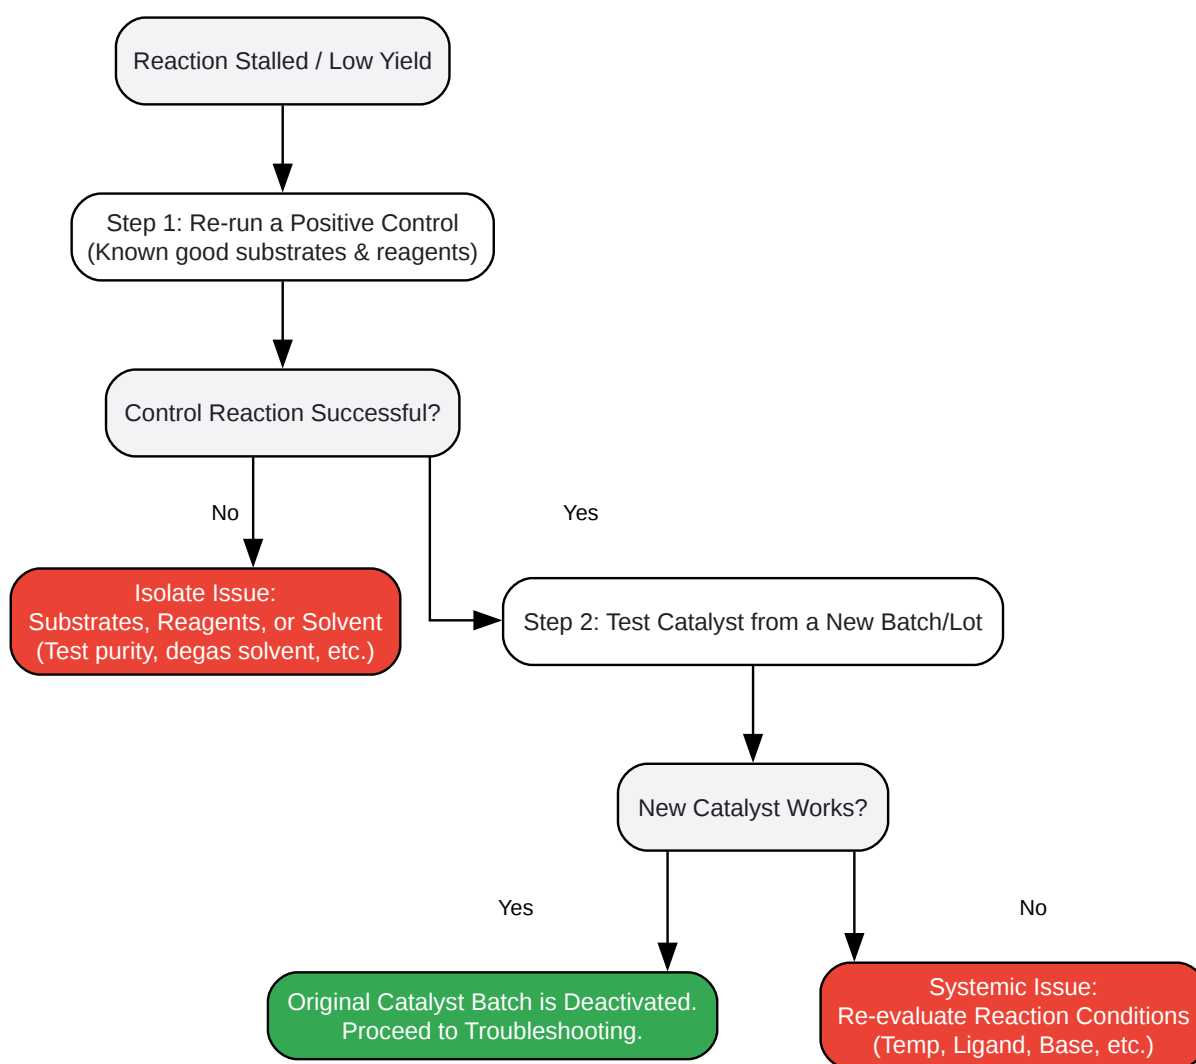 Reaction Stalled / Low Yield
Step 1: Re-run a Positive Control
(Known good substrates & reagents)
Control Reaction Successful?
No
Yes
Isolate Issue:
Substrates, Reagents, or Solvent
(Test purity, degas solvent, etc.)
Step 2: Test Catalyst from a New Batch/Lot
New Catalyst Works?
Yes
No
Original Catalyst Batch is Deactivated.
Proceed to Troubleshooting.
Systemic Issue:
Re-evaluate Reaction Conditions
(Temp, Ligand, Base, etc.)